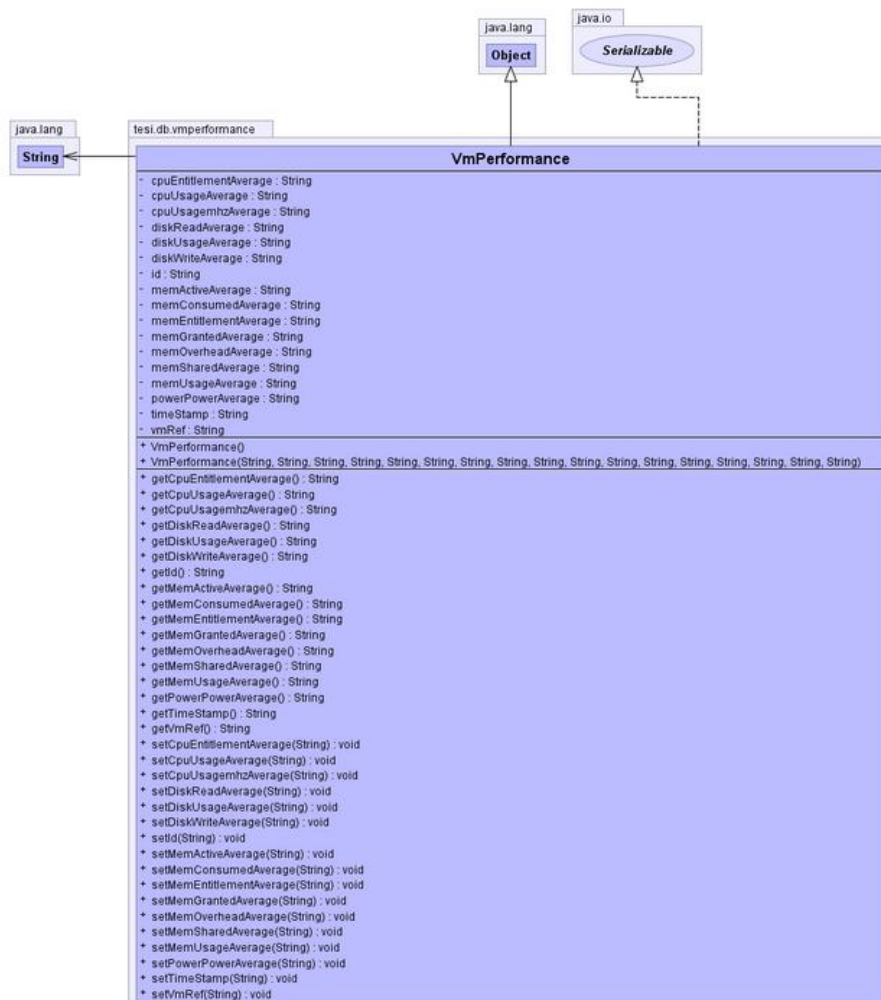 java.lang
Object
java.io
Serializable
java.lang
String
tesi.db.vmperformance
VmPerformance
- cpuEntitlementAverage : String
- cpuUsageAverage : String
- cpuUsagemhzAverage : String
- diskReadAverage : String
- diskUsageAverage : String
- diskWriteAverage : String
- id : String
- memActiveAverage : String
- memConsumedAverage : String
- memEntitlementAverage : String
- memGrantedAverage : String
- memOverheadAverage : String
- memSharedAverage : String
- memUsageAverage : String
- powerPowerAverage : String
- timeStamp : String
- vmRef : String
+ VmPerformance()
+ VmPerformance(String, String, String, String, String, String, String, String, String, String, String, String, String, String, String, String, String)
+ getCpuEntitlementAverage() : String
+ getCpuUsageAverage() : String
+ getCpuUsagemhzAverage() : String
+ getDiskReadAverage() : String
+ getDiskUsageAverage() : String
+ getDiskWriteAverage() : String
+ getId() : String
+ getMemActiveAverage() : String
+ getMemConsumedAverage() : String
+ getMemEntitlementAverage() : String
+ getMemGrantedAverage() : String
+ getMemOverheadAverage() : String
+ getMemSharedAverage() : String
+ getMemUsageAverage() : String
+ getPowerPowerAverage() : String
+ getTimeStamp() : String
+ getVmRef() : String
+ setCpuEntitlementAverage(String) : void
+ setCpuUsageAverage(String) : void
+ setCpuUsagemhzAverage(String) : void
+ setDiskReadAverage(String) : void
+ setDiskUsageAverage(String) : void
+ setDiskWriteAverage(String) : void
+ setId(String) : void
+ setMemActiveAverage(String) : void
+ setMemConsumedAverage(String) : void
+ setMemEntitlementAverage(String) : void
+ setMemGrantedAverage(String) : void
+ setMemOverheadAverage(String) : void
+ setMemSharedAverage(String) : void
+ setMemUsageAverage(String) : void
+ setPowerPowerAverage(String) : void
+ setTimeStamp(String) : void
+ setVmRef(String) : void